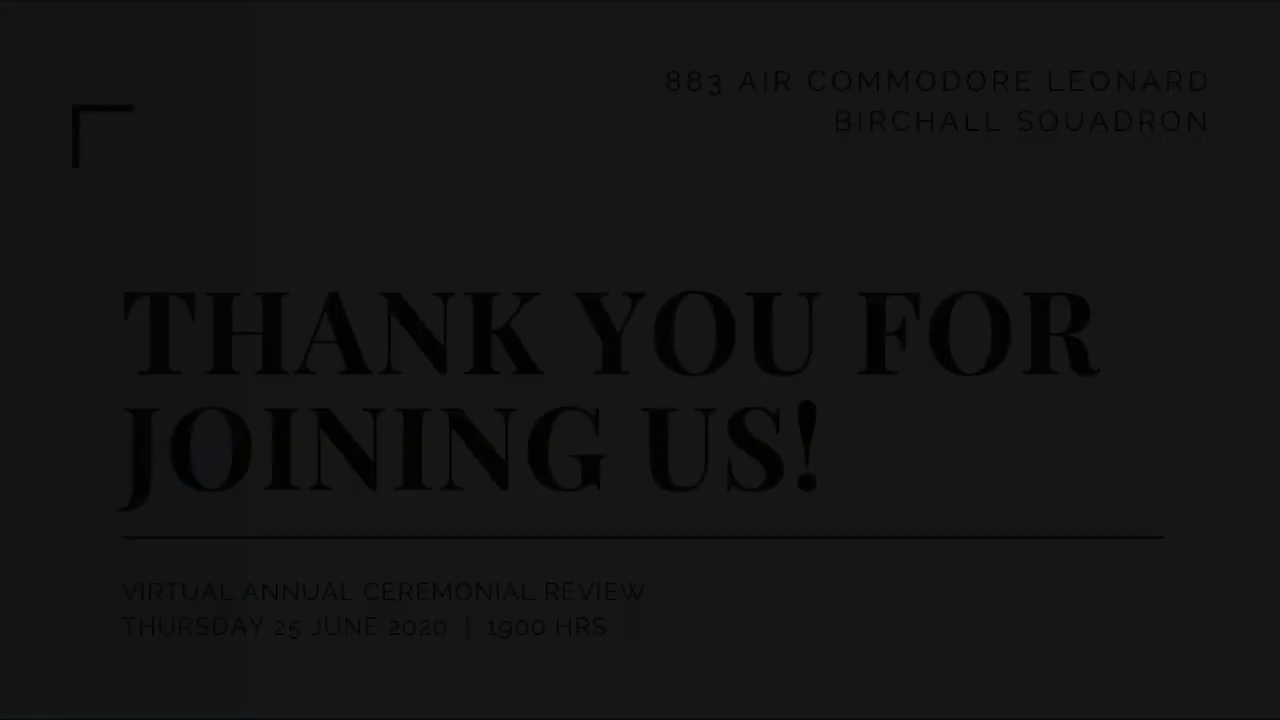 883 AIR COMMODORE LEONARD
BIRCHALL SQUADRON
THANK YOU FOR
JOINING US!
VIRTUAL ANNUAL CEREMONIAL REVIEW
THURSDAY 25 JUNE 2020 | 1900 HRS